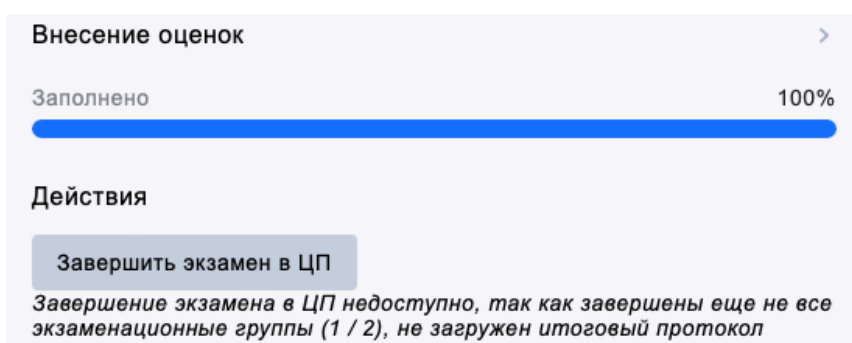 Внесение оценок
Заполнено 100%
Действия
Завершить экзамен в ЦП
Завершение экзамена в ЦП недоступно, так как завершены еще не все
экзаменационные группы (1 / 2), не загружен итоговый протокол